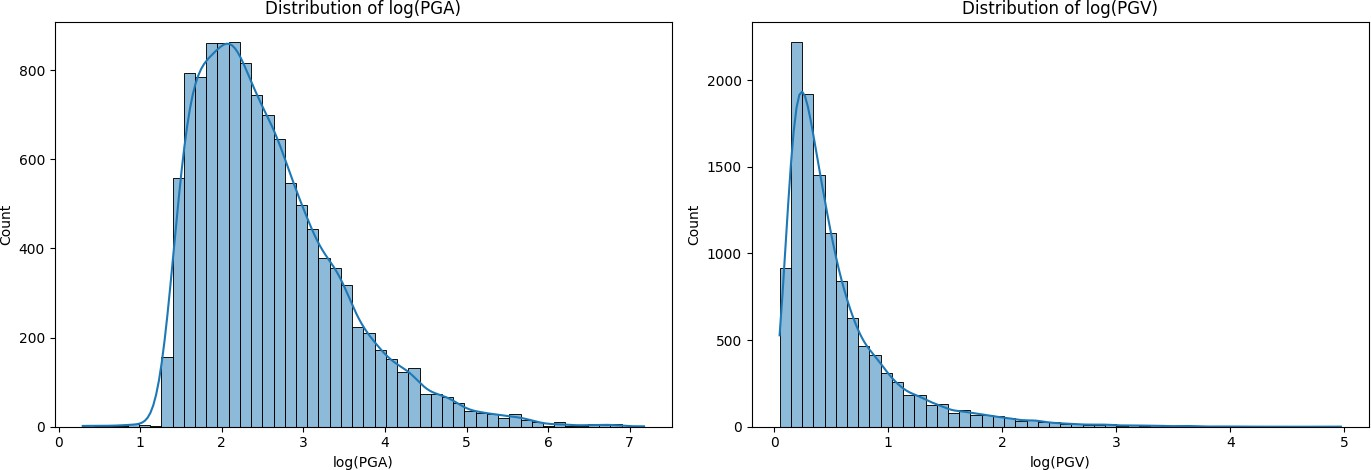 Distribution of log(PGA)
Count
800
600
400
200
0
0 1 2 3 4 5 6 7
log(PGA)
Distribution of log(PGV)
Count
2000
1500
1000
500
0
0 1 2 3 4 5
log(PGV)